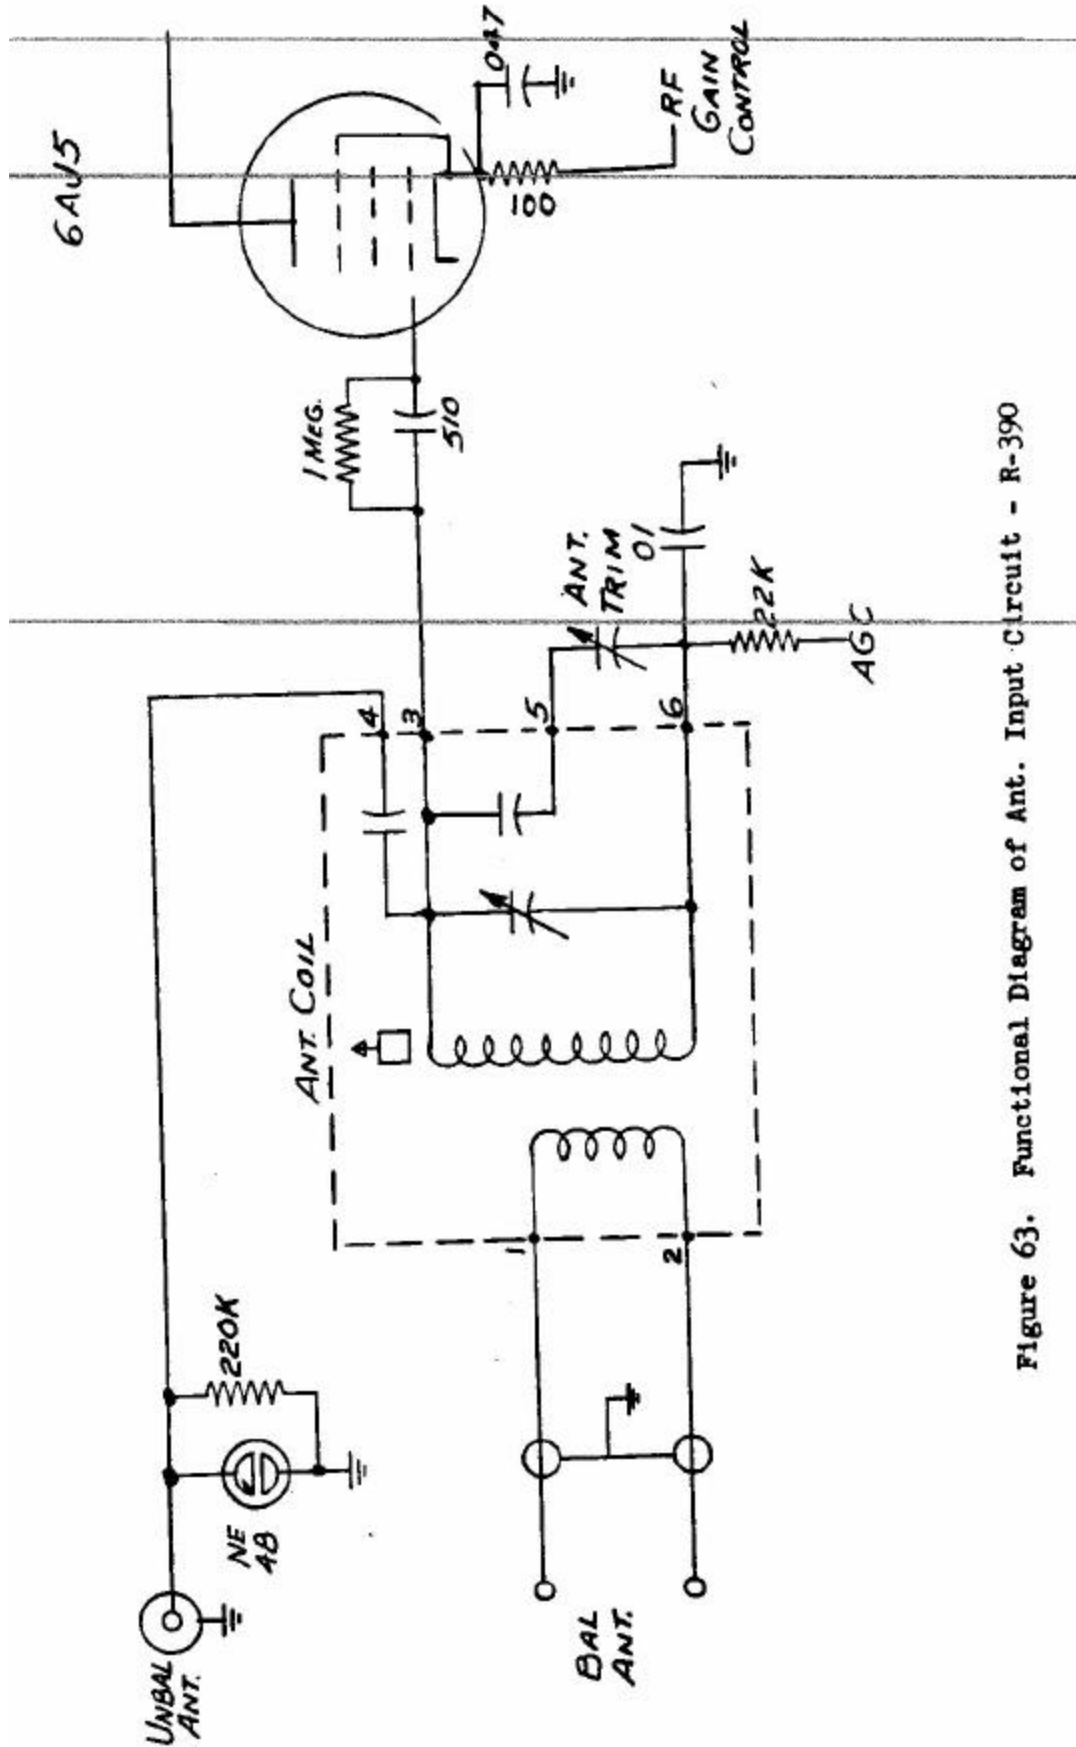 6AJ5
047
RF
GAIN
CONTROL
100
1 MEG.
510
ANT.
TRIM
01
22K
AGC
4
3
5
6
ANT. COIL
1
2
220K
NE
48
UNBAL
ANT.
BAL
ANT.
Figure 63. Functional Diagram of Ant. Input Circuit - R-390